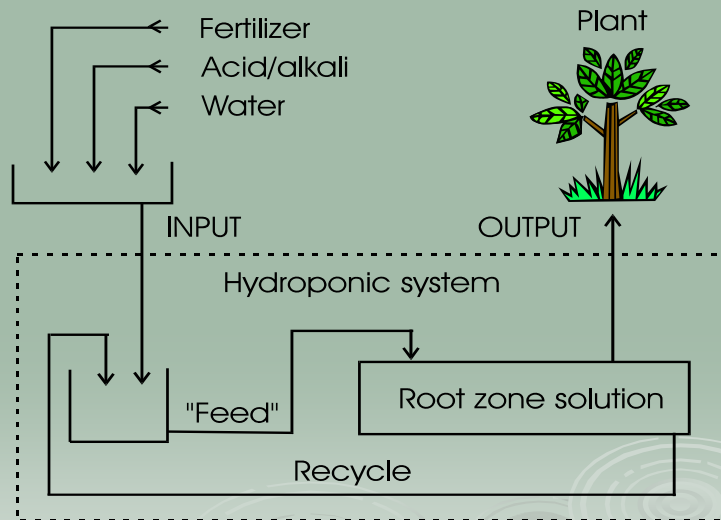 Plant
Fertilizer
Acid/alkali
Water
INPUT
OUTPUT
Hydroponic system
"Feed"
Root zone solution
Recycle